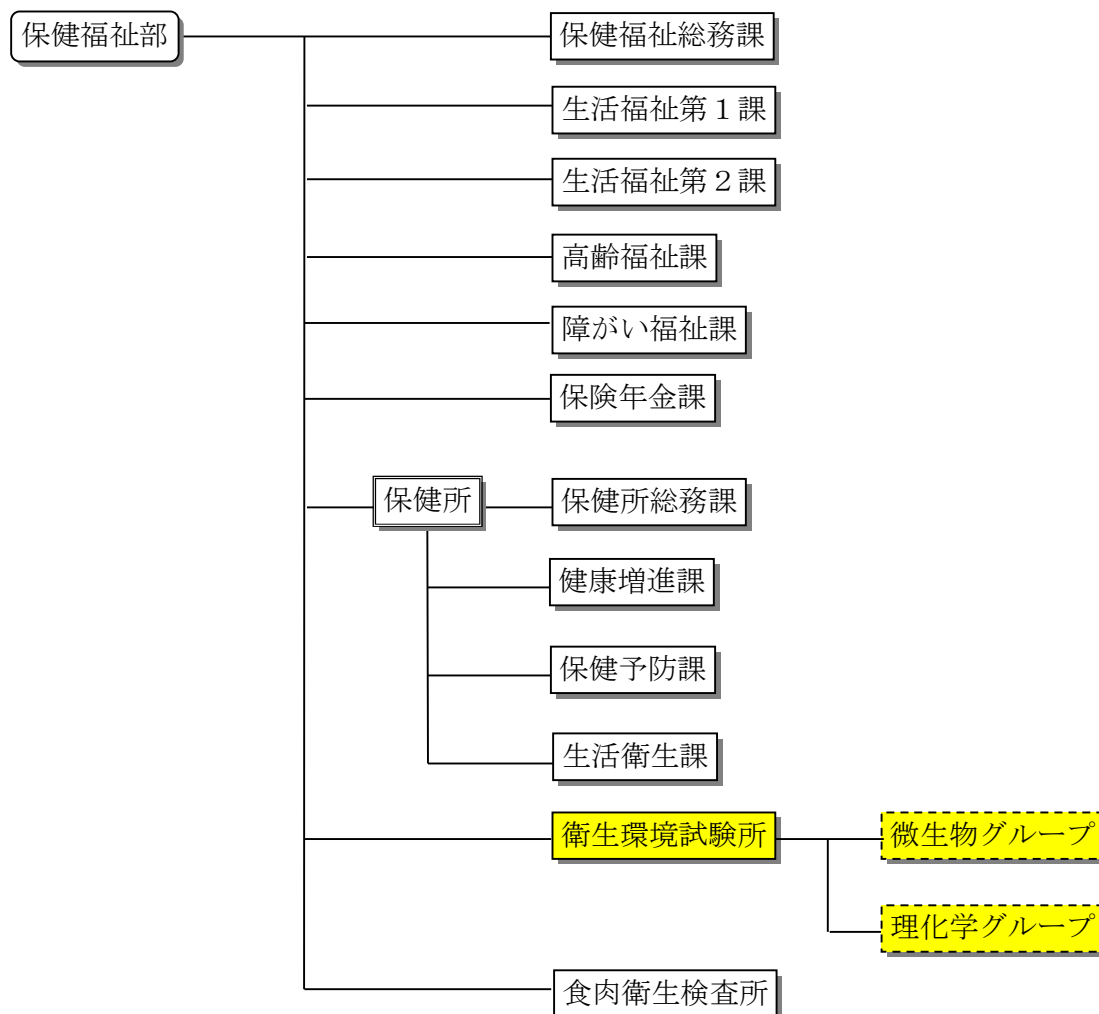 保健福祉部
保健福祉総務課
生活福祉第１課
生活福祉第２課
高齢福祉課
障がい福祉課
保険年金課
保健所
保健所総務課
健康増進課
保健予防課
生活衛生課
衛生環境試験所
微生物グループ
理化学グループ
食肉衛生検査所